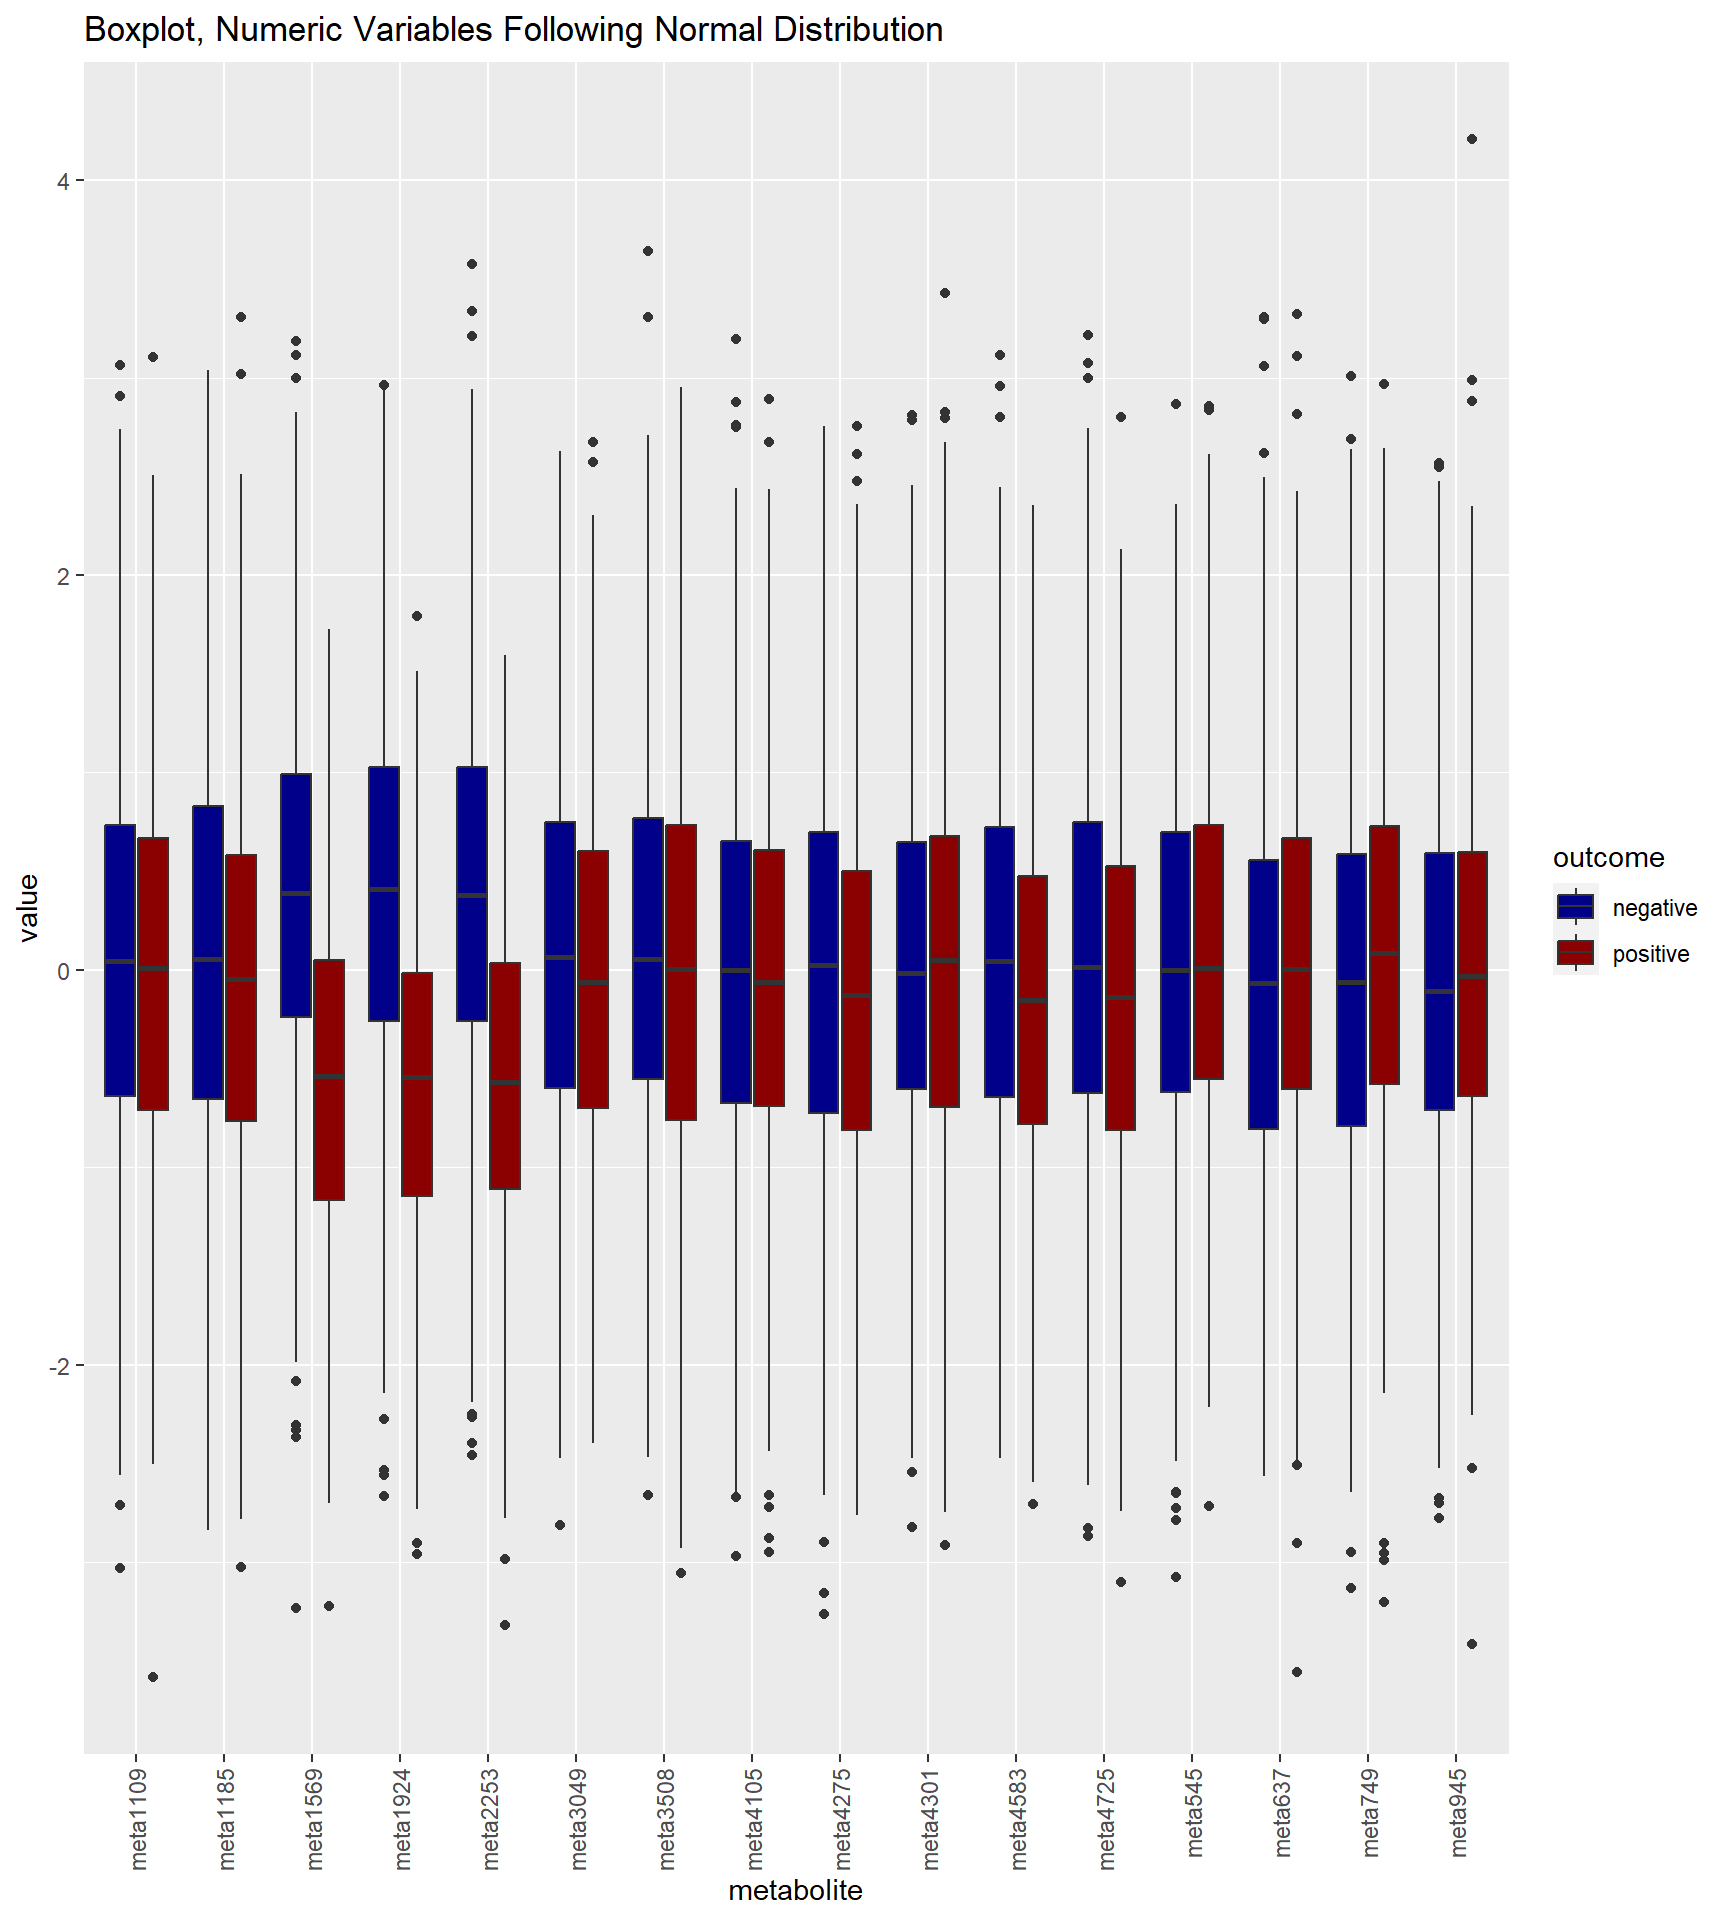 Boxplot, Numeric Variables Following Normal Distribution
4
2
0
-2
value
meta1109
meta1185
meta1569
meta1924
meta2253
meta3049
meta3508
meta4105
meta4275
meta4301
meta4583
meta4725
meta545
meta637
meta749
meta945
metabolite
outcome
negative
positive